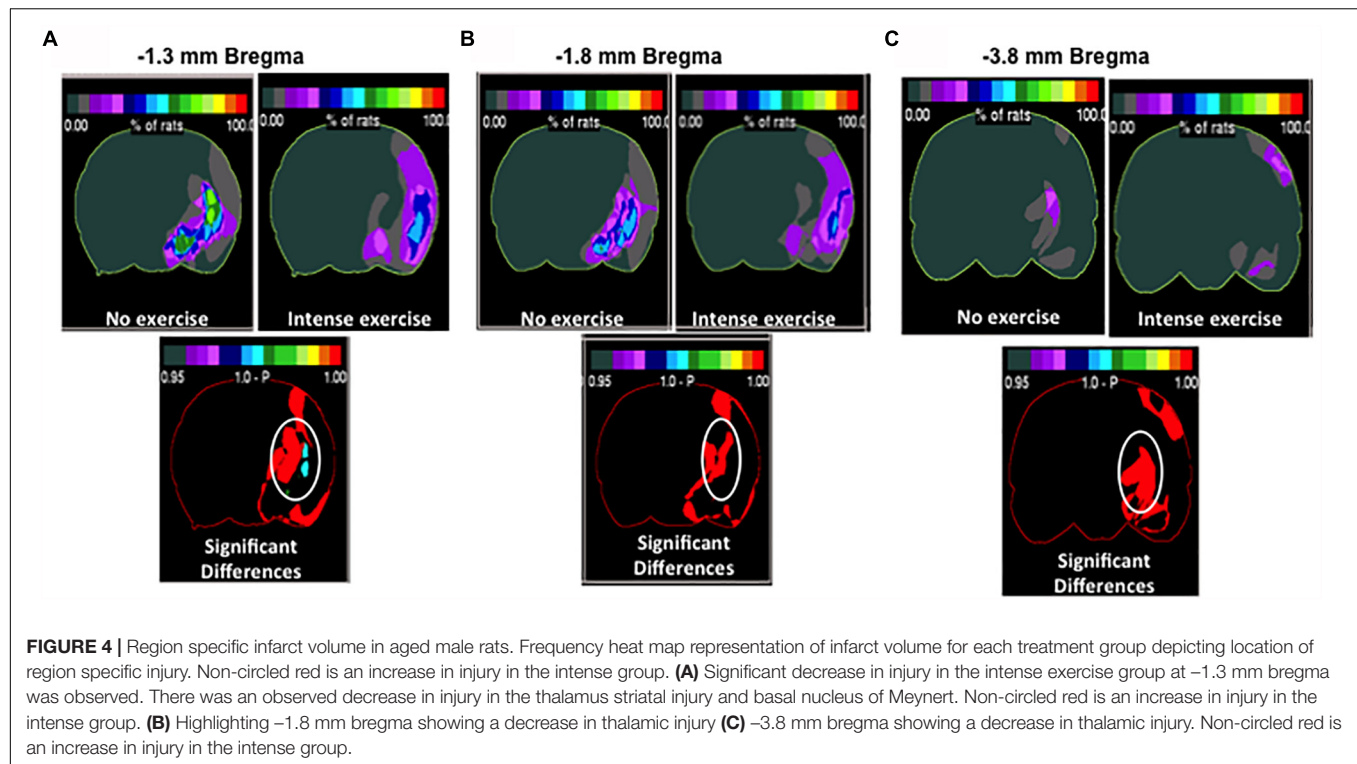 A
B
C
-1.3 mm Bregma
-1.8 mm Bregma
-3.8 mm Bregma
0.00 % of rats 100.0
0.00 % of rats 100.0
0.00 % of rats 100.0
0.00 % of rats 100.0
0.00 % of rats 100.0
0.00 % of rats 100.0
No exercise
Intense exercise
No exercise
Intense exercise
No exercise
Intense exercise
0.95 1.0 - P 1.00
0.95 1.0 - P 1.00
0.95 1.0 - P 1.00
Significant
Differences
Significant
Differences
Significant
Differences
FIGURE 4 | Region specific infarct volume in aged male rats. Frequency heat map representation of infarct volume for each treatment group depicting location of
region specific injury. Non-circled red is an increase in injury in the intense group. (A) Significant decrease in injury in the intense exercise group at –1.3 mm bregma
was observed. There was an observed decrease in injury in the thalamus striatal injury and basal nucleus of Meynert. Non-circled red is an increase in injury in the
intense group. (B) Highlighting –1.8 mm bregma showing a decrease in thalamic injury (C) –3.8 mm bregma showing a decrease in thalamic injury. Non-circled red is
an increase in injury in the intense group.